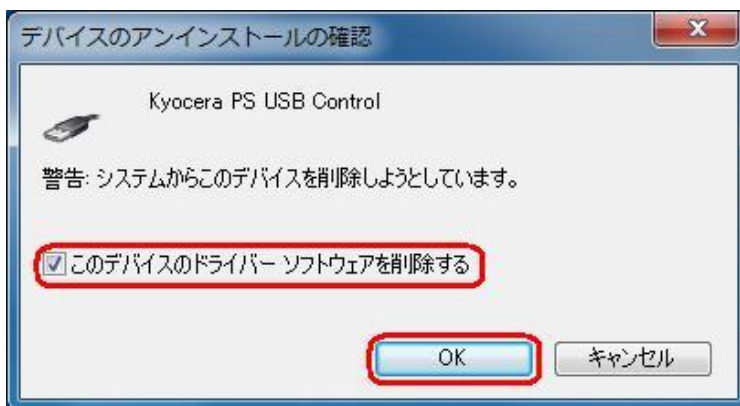 デバイスのアンインストールの確認
Kyocera PS USB Control
警告: システムからこのデバイスを削除しようとしています。
このデバイスのドライバー ソフトウェアを削除する
OK キャンセル